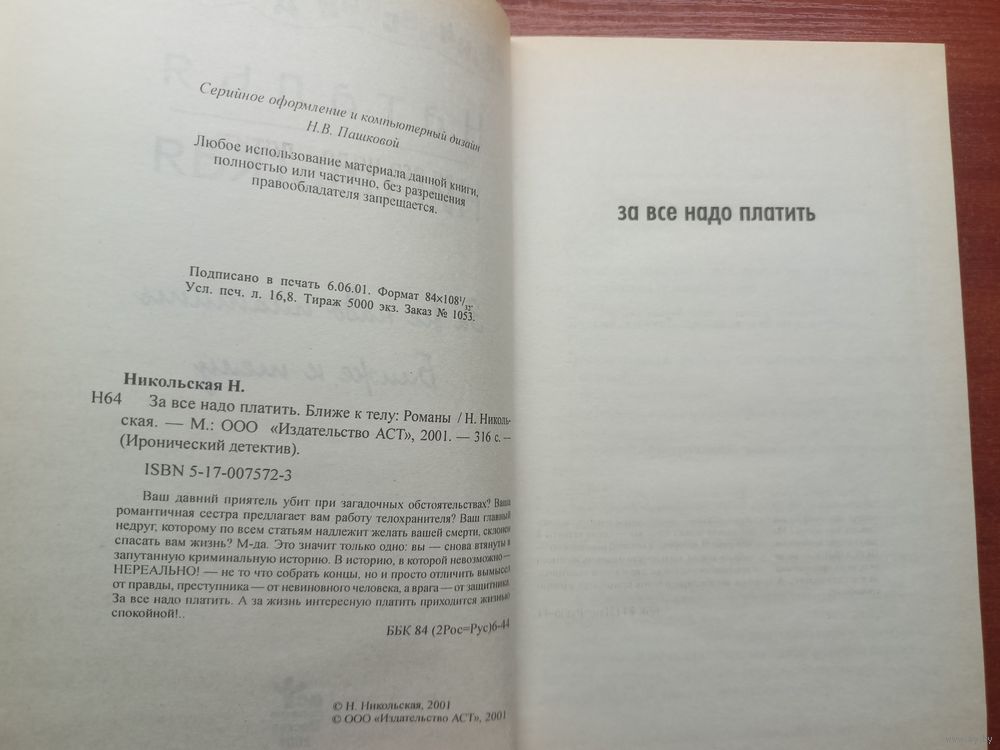 Серийное оформление и компьютерный дизайн
Н.В. Пашковой
Любое использование материала данной книги,
полностью или частично, без разрешения
правообладателя запрещается.
Подписано в печать 6.06.01. Формат 84×108¹/₃₂.
Усл. печ. л. 16,8. Тираж 5000 экз. Заказ № 1053.
Никольская Н.
Н64 За все надо платить. Ближе к телу: Романы / Н. Николь-
ская. — М.: ООО «Издательство АСТ», 2001. — 316 с. –
(Иронический детектив).
ISBN 5-17-007572-3
Ваш давний приятель убит при загадочных обстоятельствах? Ваша
романтичная сестра предлагает вам работу телохранителя? Ваш главный
недруг, которому по всем статьям надлежит желать вашей смерти, склонен
спасать вам жизнь? М-да. Это значит только одно: вы — снова втянуты в
запутанную криминальную историю. В историю, в которой невозможно —
НЕРЕАЛЬНО! — не то что собрать концы, но и просто отличить вымысел
от правды, преступника — от невиновного человека, а врага — от защитника.
За все надо платить. А за жизнь интересную платить приходится жизнью
спокойной!..
ББК 84 (2Рос=Рус)6-44
© Н. Никольская, 2001
© ООО «Издательство АСТ», 2001
за все надо платить